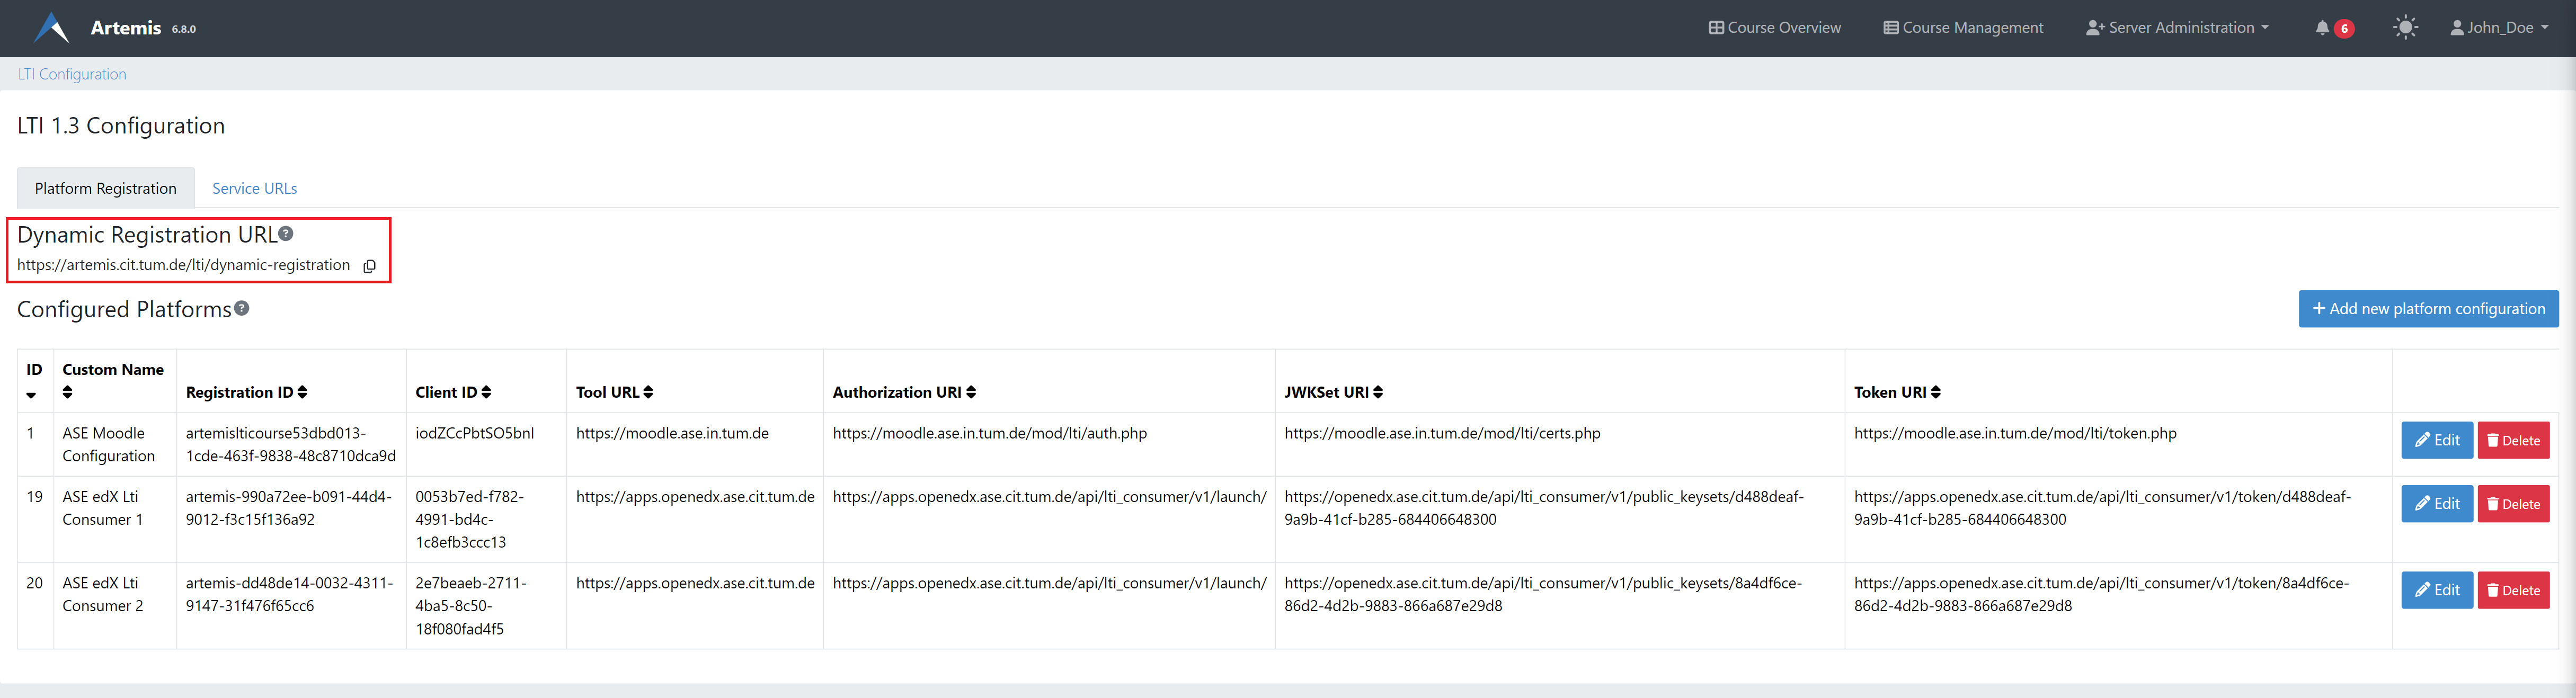 Artemis 6.8.0 Course Overview Course Management Server Administration 6 John_Doe
LTI Configuration
LTI 1.3 Configuration
Platform Registration Service URLs
Dynamic Registration URL ?
https://artemis.cit.tum.de/lti/dynamic-registration
Configured Platforms ? + Add new platform configuration
ID Custom Name Registration ID Client ID Tool URL Authorization URI JWKSet URI Token URI
1 ASE Moodle artemislticourse53dbd013- iodZCcPbtSO5bnI https://moodle.ase.in.tum.de https://moodle.ase.in.tum.de/mod/lti/auth.php https://moodle.ase.in.tum.de/mod/lti/certs.php https://moodle.ase.in.tum.de/mod/lti/token.php Edit Delete
Configuration 1cde-463f-9838-48c8710dca9d
19 ASE edX Lti artemis-990a72ee-b091-44d4- 0053b7ed-f782- https://apps.openedx.ase.cit.tum.de https://apps.openedx.ase.cit.tum.de/api/lti_consumer/v1/launch/ https://openedx.ase.cit.tum.de/api/lti_consumer/v1/public_keysets/d488deaf- https://apps.openedx.ase.cit.tum.de/api/lti_consumer/v1/token/d488deaf- Edit Delete
Consumer 1 9012-f3c15f136a92 4991-bd4c- 9a9b-41cf-b285-684406648300 9a9b-41cf-b285-684406648300
1c8efb3ccc13
20 ASE edX Lti artemis-dd48de14-0032-4311- 2e7beaeb-2711- https://apps.openedx.ase.cit.tum.de https://apps.openedx.ase.cit.tum.de/api/lti_consumer/v1/launch/ https://openedx.ase.cit.tum.de/api/lti_consumer/v1/public_keysets/8a4df6ce- https://apps.openedx.ase.cit.tum.de/api/lti_consumer/v1/token/8a4df6ce- Edit Delete
Consumer 2 9147-31f476f65cc6 4ba5-8c50- 86d2-4d2b-9883-866a687e29d8 86d2-4d2b-9883-866a687e29d8
18f080fad4f5